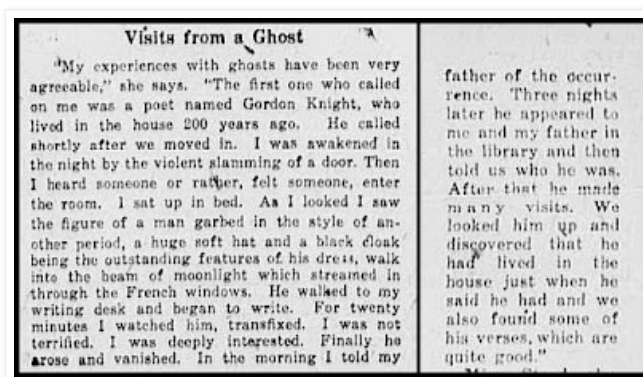 Visits from a Ghost
"My experiences with ghosts have been very
agreeable," she says. "The first one who called
on me was a poet named Gordon Knight, who
lived in the house 200 years ago. He called
shortly after we moved in. I was awakened in
the night by the violent slamming of a door. Then
I heard someone or rather, felt someone, enter
the room. I sat up in bed. As I looked I saw
the figure of a man garbed in the style of an-
other period, a huge soft hat and a black cloak
being the outstanding features of his dress, walk
into the beam of moonlight which streamed in
through the French windows. He walked to my
writing desk and began to write. For twenty
minutes I watched him, transfixed. I was not
terrified. I was deeply interested. Finally he
arose and vanished. In the morning I told my
father of the occur-
rence. Three nights
later he appeared to
me and my father in
the library and then
told us who he was.
After that he made
many visits. We
looked him up and
discovered that he
had lived in the
house just when he
said he had and we
also found some of
his verses, which are
quite good."